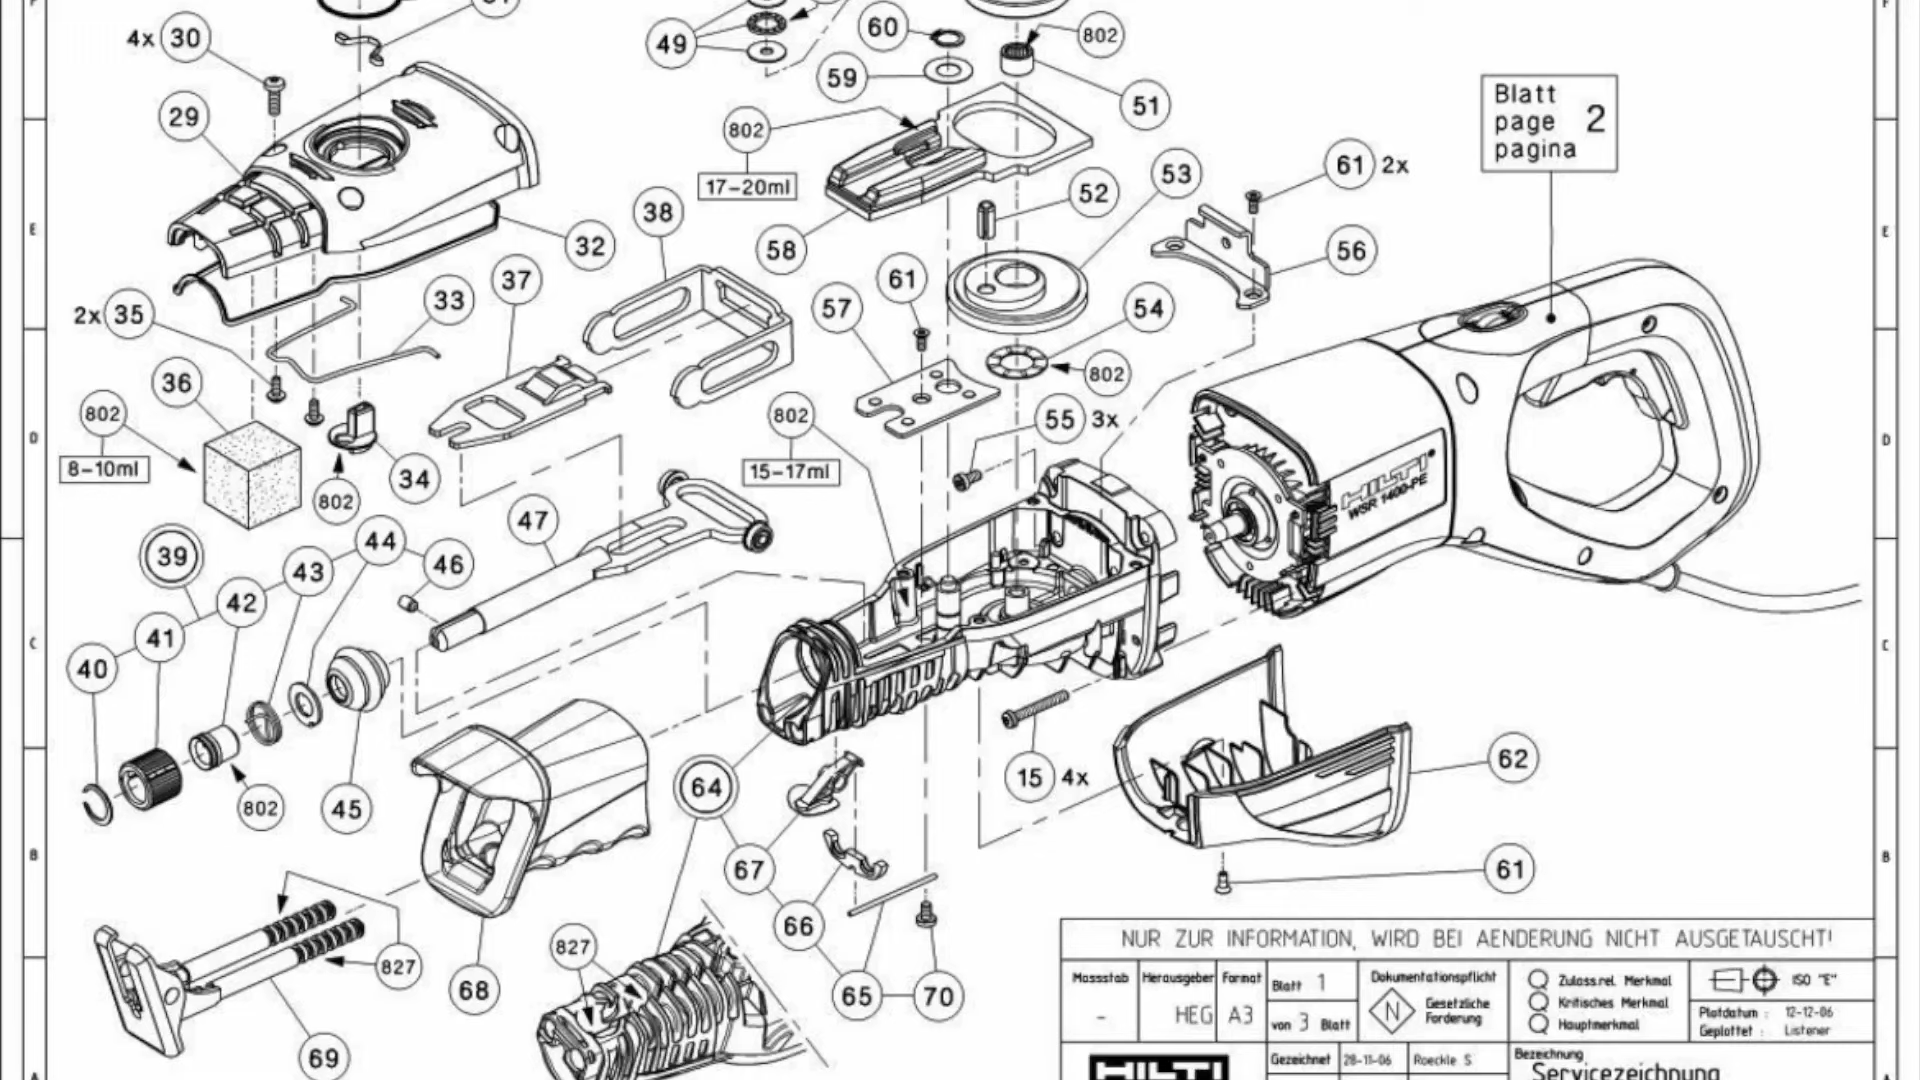 F
F
4x 30
49
60
802
59
51
29
802
17-20ml
Blatt
page 2
pagina
61 2x
53
52
38
58
56
E
E
32
61
37
33
57
54
2x 35
36
802
802
802
55 3x
D
D
8-10ml
15-17ml
34
802
HILTI®
WSR 1400-PE
47
44
39
43
46
42
C
C
41
40
15 4x
62
64
802
45
67
61
B
B
66
827
827
65
70
68
69
NUR ZUR INFORMATION, WIRD BEI AENDERUNG NICHT AUSGETAUSCHT!
Massstab
-
Herausgeber
HEG
Format
A3
Blatt 1
von 3 Blatt
Dokumentationspflicht
N
Gesetzliche
Forderung
Zulass.rel. Merkmal
Kritisches Merkmal
Hauptmerkmal
ISO "E"
Plotdatum : 12-12-06
Geplottet : Listener
HILTI
Gezeichnet 28-11-06 Roeckle S
Bezeichnung
Servicezeichnung
A
A